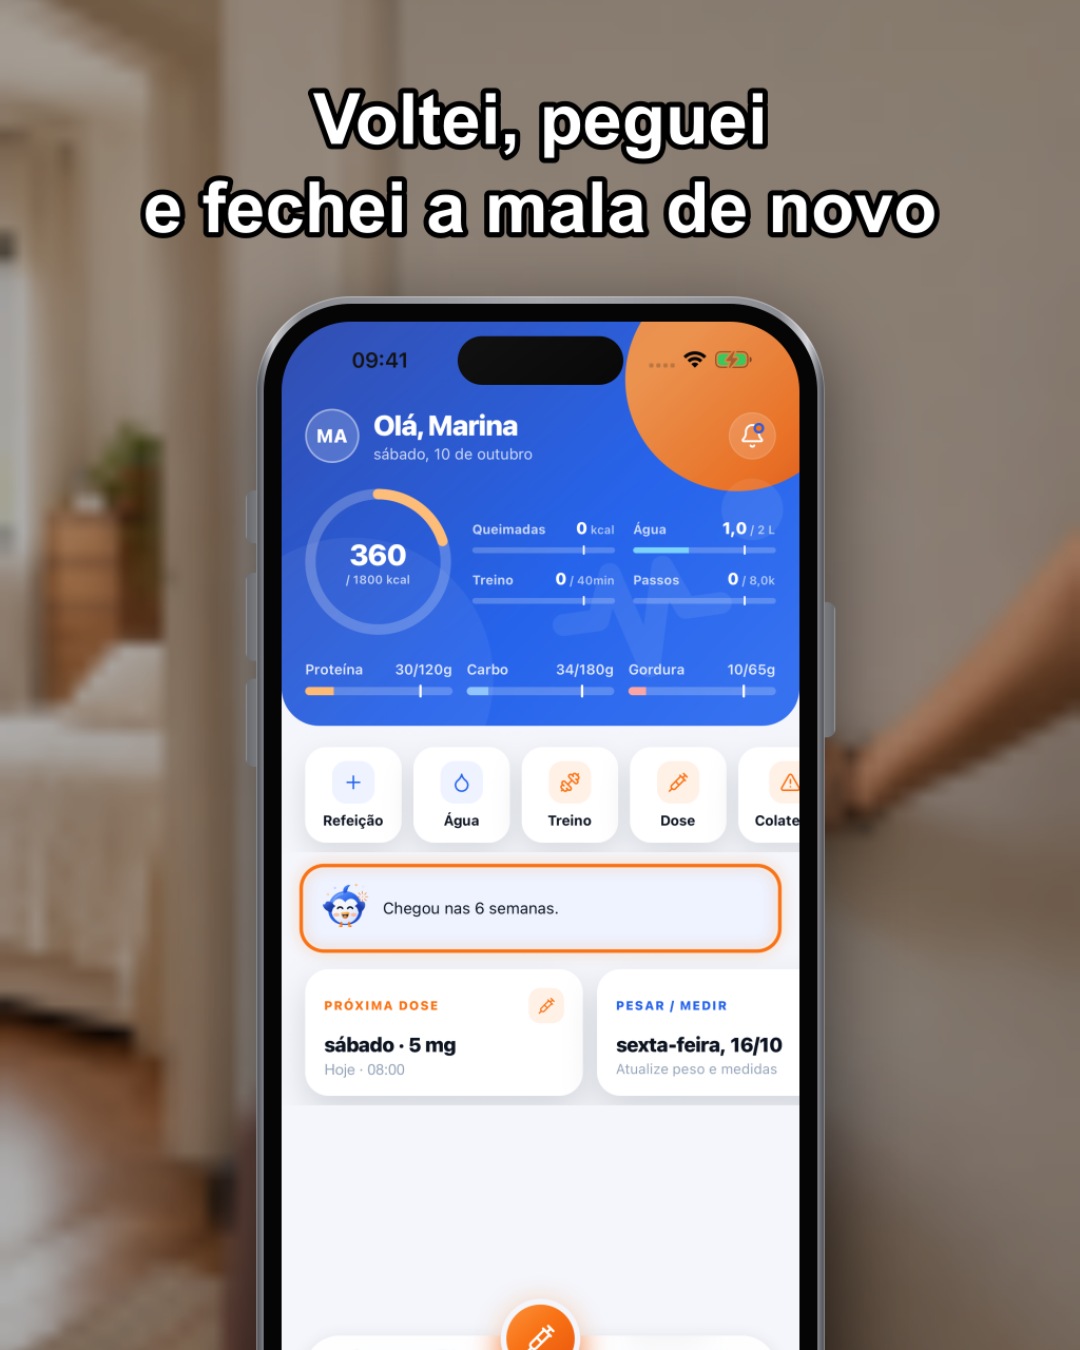 Voltei, peguei
e fechei a mala de novo
09:41
MA
Olá, Marina
sábado, 10 de outubro
360
/ 1800 kcal
Queimadas 0 kcal
Água 1,0 / 2 L
Treino 0 / 40min
Passos 0 / 8,0k
Proteína 30/120g
Carbo 34/180g
Gordura 10/65g
Refeição
Água
Treino
Dose
Colate
Chegou nas 6 semanas.
PRÓXIMA DOSE
sábado · 5 mg
Hoje · 08:00
PESAR / MEDIR
sexta-feira, 16/10
Atualize peso e medidas